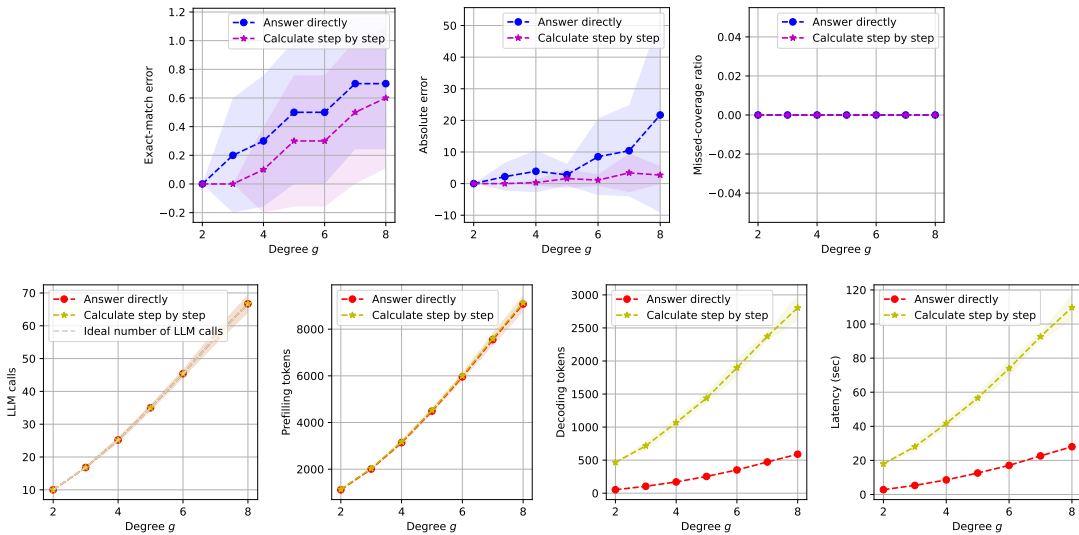 1.2
1.0
0.8
0.6
0.4
0.2
0.0
−0.2
Exact-match error
Answer directly
Calculate step by step
2
4
6
8
Degree g
50
40
30
20
10
0
−10
Absolute error
Answer directly
Calculate step by step
2
4
6
8
Degree g
0.04
0.02
0.00
−0.02
−0.04
Missed-coverage ratio
Answer directly
Calculate step by step
2
4
6
8
Degree g
70
60
50
40
30
20
10
LLM calls
Answer directly
Calculate step by step
Ideal number of LLM calls
2
4
6
8
Degree g
8000
6000
4000
2000
Prefilling tokens
Answer directly
Calculate step by step
2
4
6
8
Degree g
3000
2500
2000
1500
1000
500
0
Decoding tokens
Answer directly
Calculate step by step
2
4
6
8
Degree g
120
100
80
60
40
20
0
Latency (sec)
Answer directly
Calculate step by step
2
4
6
8
Degree g